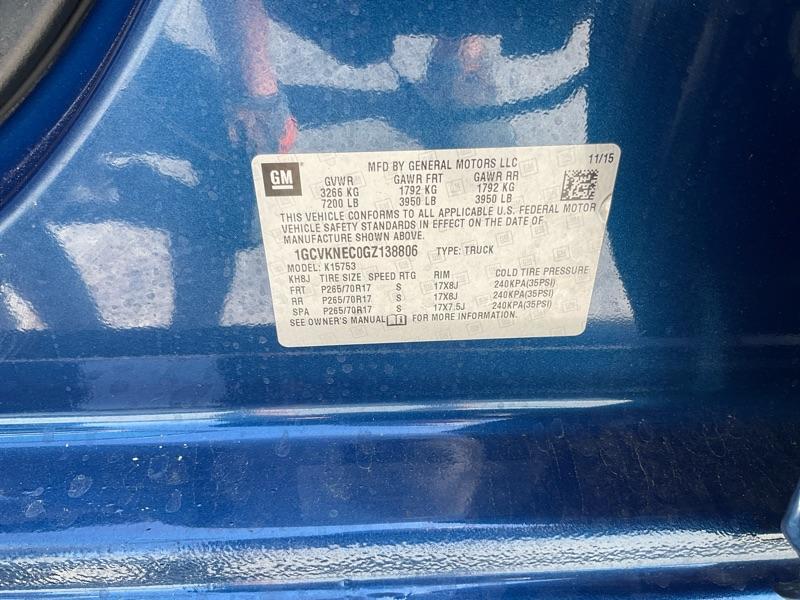 GM
MFD BY GENERAL MOTORS LLC 11/15
GVWR GAWR FRT GAWR RR
3266 KG 1792 KG 1792 KG
7200 LB 3950 LB 3950 LB
THIS VEHICLE CONFORMS TO ALL APPLICABLE U.S. FEDERAL MOTOR
VEHICLE SAFETY STANDARDS IN EFFECT ON THE DATE OF
MANUFACTURE SHOWN ABOVE.
1GCVKNEC0GZ138806 TYPE: TRUCK
MODEL: K15753
KH8J TIRE SIZE SPEED RTG RIM COLD TIRE PRESSURE
FRT P265/70R17 S 17X8J 240KPA(35PSI)
RR P265/70R17 S 17X8J 240KPA(35PSI)
SPA P265/70R17 S 17X7.5J 240KPA(35PSI)
SEE OWNER'S MANUAL FOR MORE INFORMATION.